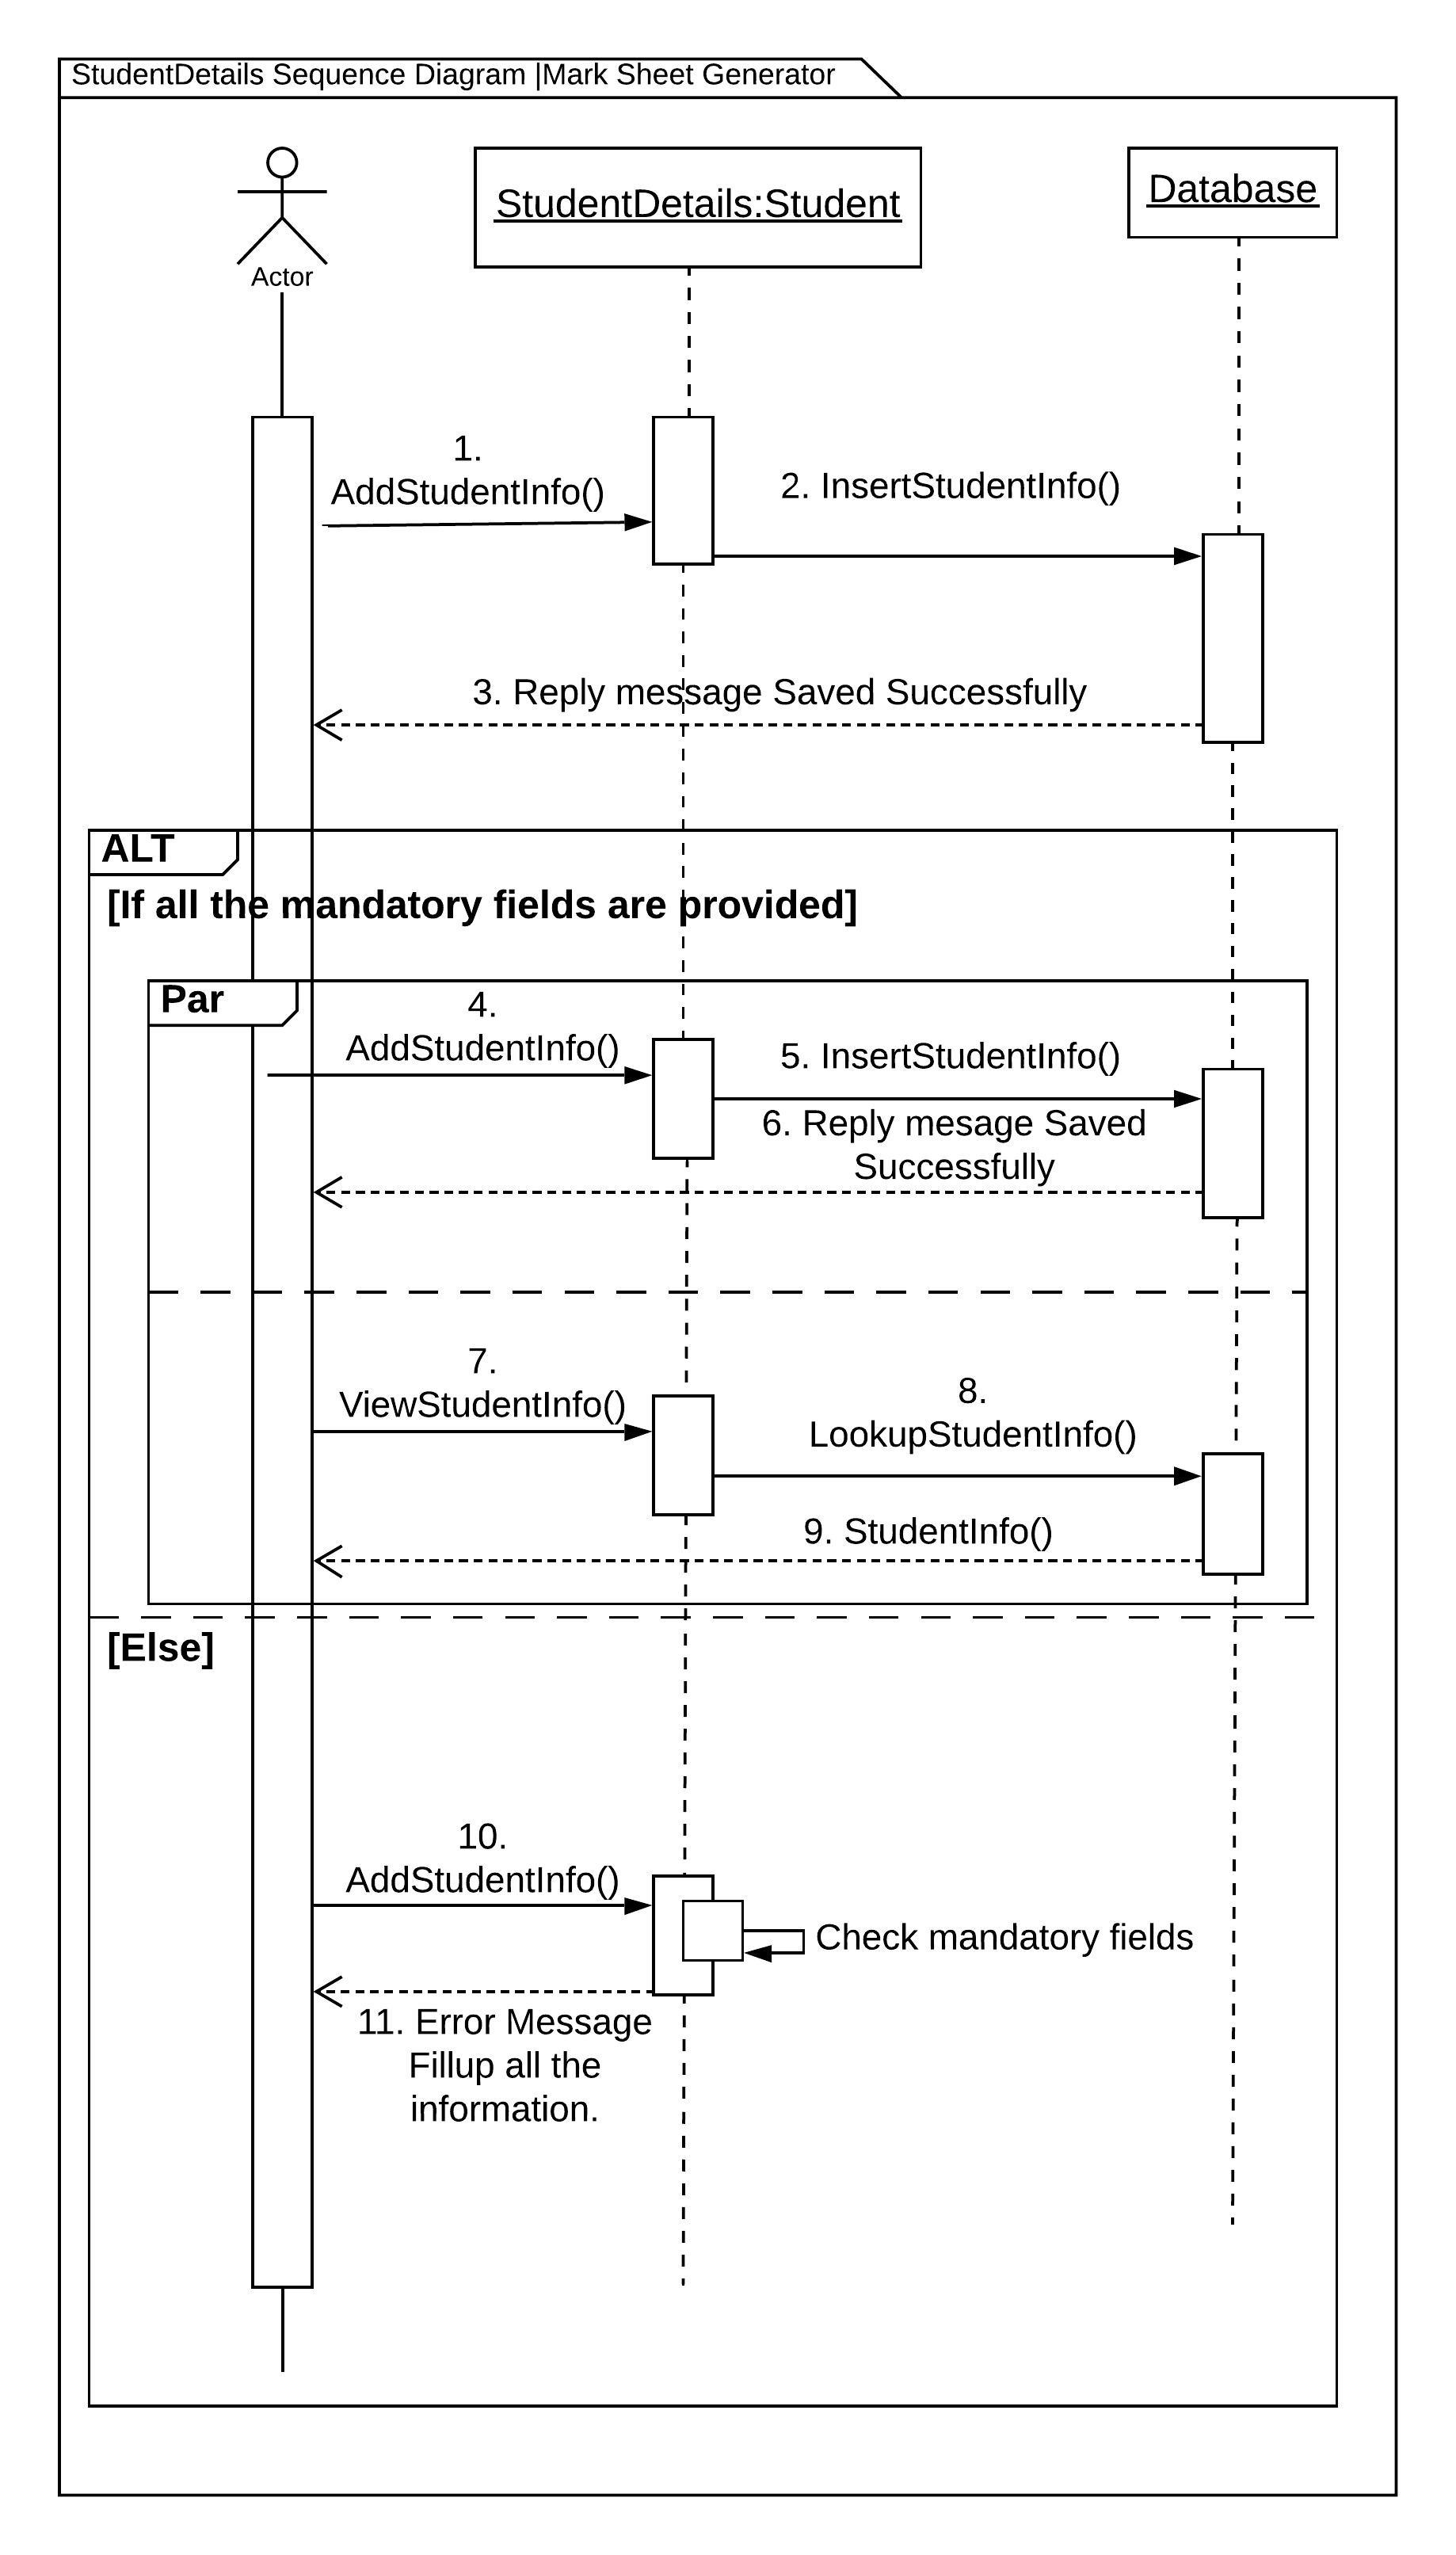 StudentDetails Sequence Diagram |Mark Sheet Generator
Actor
StudentDetails:Student
Database
1.
AddStudentInfo()
2. InsertStudentInfo()
3. Reply message Saved Successfully
ALT
[If all the mandatory fields are provided]
Par
4.
AddStudentInfo()
5. InsertStudentInfo()
6. Reply mesage Saved
Successfully
7.
ViewStudentInfo()
8.
LookupStudentInfo()
9. StudentInfo()
[Else]
10.
AddStudentInfo()
Check mandatory fields
11. Error Message
Fillup all the
information.